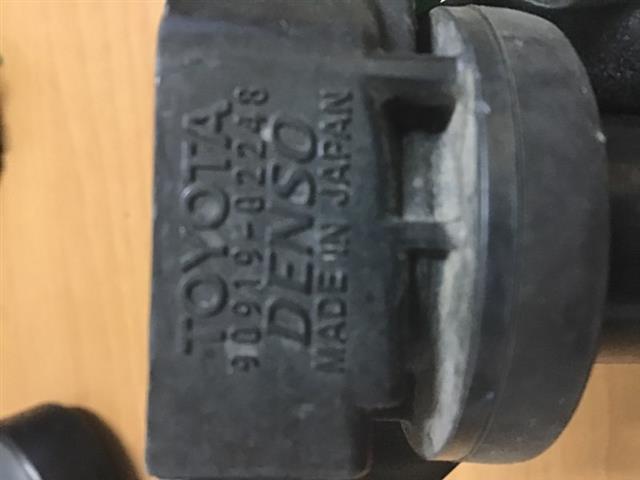 TOYOTA
90919-02248
DENSO
MADE IN JAPAN